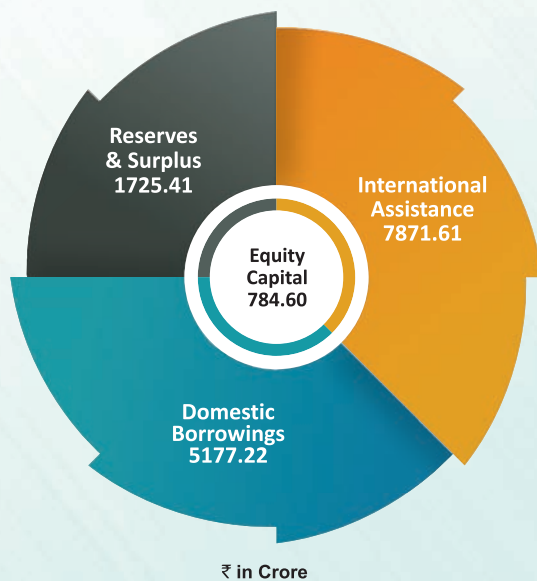 Reserves
& Surplus
1725.41
International
Assistance
7871.61
Equity
Capital
784.60
Domestic
Borrowings
5177.22
₹ in Crore